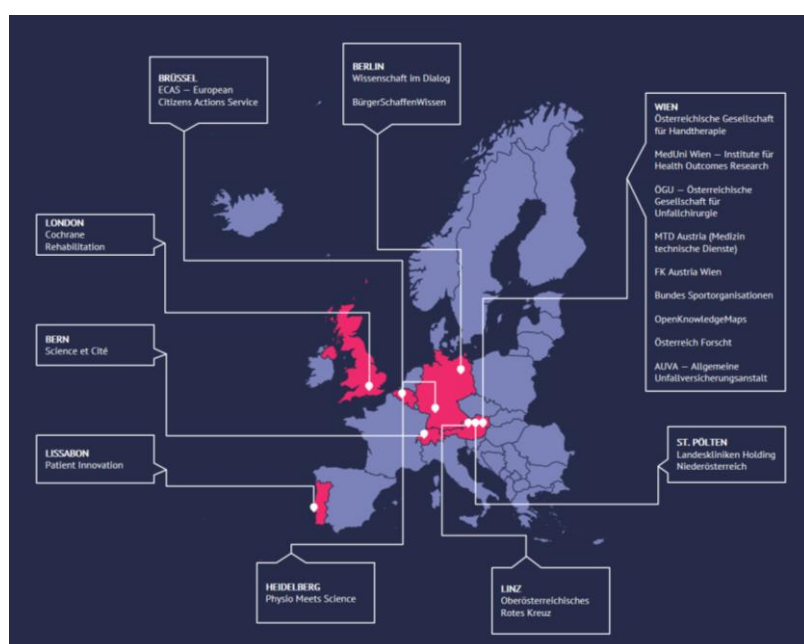 BRÜSSEL
ECAS — European
Citizens Actions Service
BERLIN
Wissenschaft im Dialog
BürgerSchaffenWissen
WIEN
Österreichische Gesellschaft
für Handtherapie
MedUni Wien — Institute für
Health Outcomes Research
ÖGU — Österreichische
Gesellschaft für
Unfallchirurgie
MTD Austria (Medizin
technische Dienste)
FK Austria Wien
Bundes Sportorganisationen
OpenKnowledgeMaps
Österreich Forscht
AUVA — Allgemeine
Unfallversicherungsanstalt
LONDON
Cochrane
Rehabilitation
BERN
Science et Cité
LISSABON
Patient Innovation
ST. PÖLTEN
Landeskliniken Holding
Niederösterreich
HEIDELBERG
Physio Meets Science
LINZ
Oberösterreichisches
Rotes Kreuz